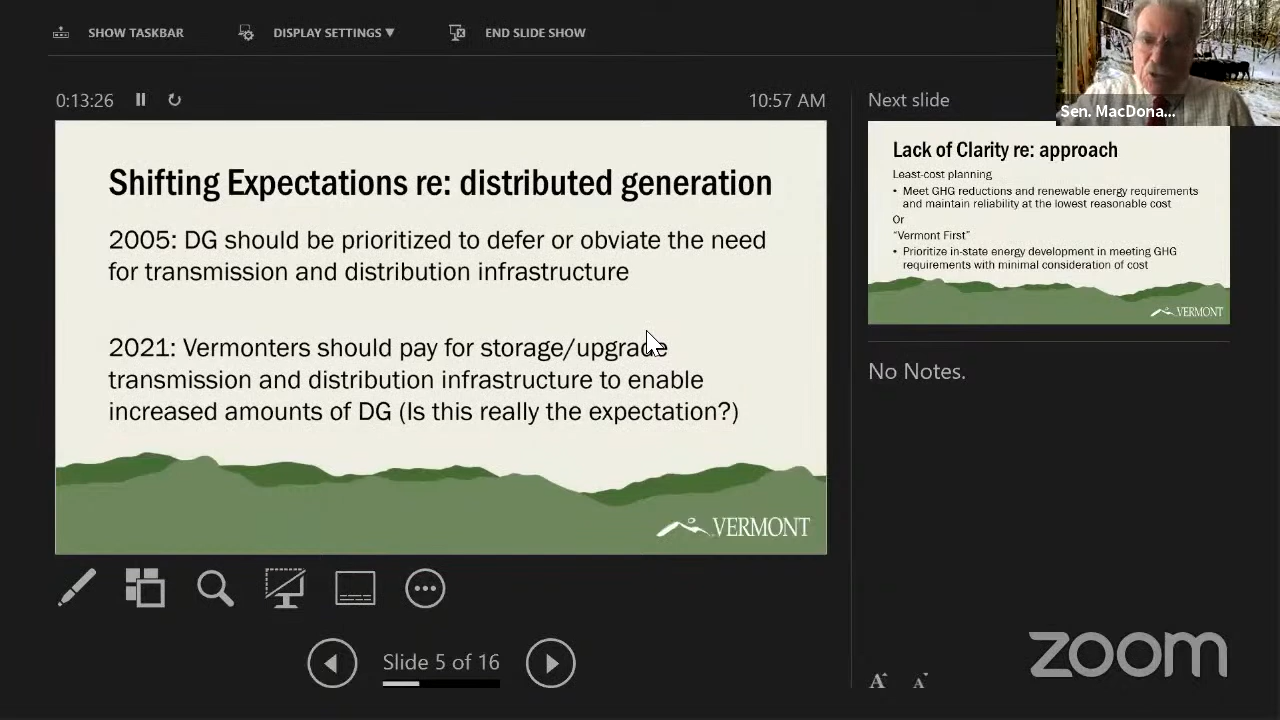 SHOW TASKBAR
DISPLAY SETTINGS ▼
END SLIDE SHOW
0:13:26
10:57 AM
Shifting Expectations re: distributed generation
2005: DG should be prioritized to defer or obviate the need
for transmission and distribution infrastructure
2021: Vermonters should pay for storage/upgrade
transmission and distribution infrastructure to enable
increased amounts of DG (Is this really the expectation?)
VERMONT
Slide 5 of 16
Next slide
Sen. MacDona...
Lack of Clarity re: approach
Least-cost planning
• Meet GHG reductions and renewable energy requirements
and maintain reliability at the lowest reasonable cost
Or
“Vermont First”
• Prioritize in-state energy development in meeting GHG
requirements with minimal consideration of cost
VERMONT
No Notes.
A A
zoom